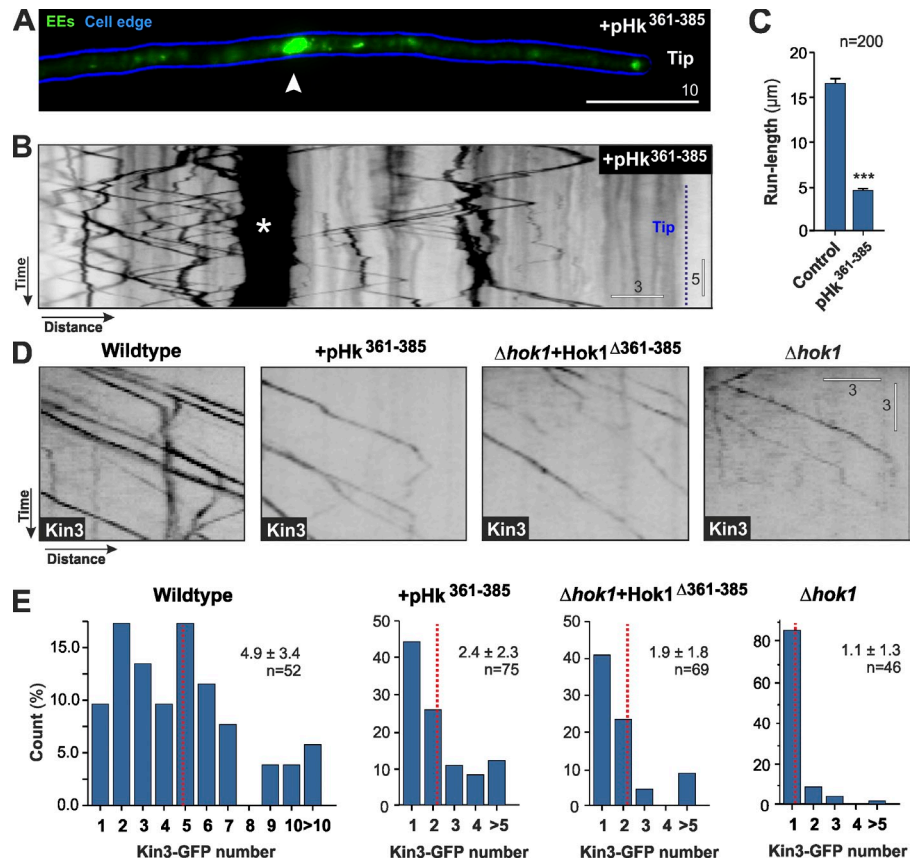 A
EEs Cell edge
+pHk361-385
Tip
10
B
+pHk361-385
*
Tip
3
5
Time
Distance
C
n=200
Run-length (µm)
20
15
10
5
0
***
Control
pHk361-385
D
Wildtype
+pHk361-385
Δhok1+Hok1Δ361-385
Δhok1
Time
Distance
Kin3
Kin3
Kin3
Kin3
3
3
E
Wildtype
Count (%)
15.0
10.0
5.0
0.0
4.9 ± 3.4
n=52
1 2 3 4 5 6 7 8 9 10>10
Kin3-GFP number
+pHk361-385
50
40
30
20
10
0
2.4 ± 2.3
n=75
1 2 3 4 >5
Kin3-GFP number
Δhok1+Hok1Δ361-385
50
40
30
20
10
0
1.9 ± 1.8
n=69
1 2 3 4 >5
Kin3-GFP number
Δhok1
80
60
40
20
0
1.1 ± 1.3
n=46
1 2 3 4 >5
Kin3-GFP number